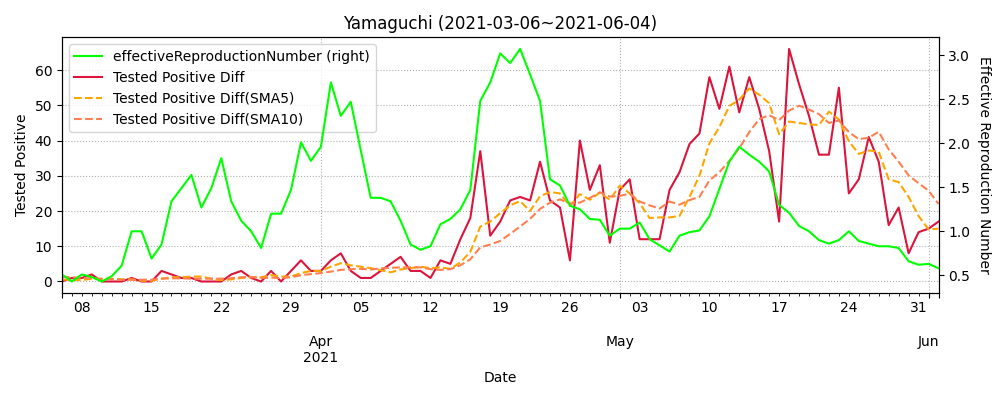 Yamaguchi (2021-03-06~2021-06-04)
effectiveReproductionNumber (right)
Tested Positive Diff
Tested Positive Diff(SMA5)
Tested Positive Diff(SMA10)
Tested Positive
60
50
40
30
20
10
0
3.0
2.5
2.0
1.5
1.0
0.5
Effective Reproduction Number
08 15 22 29 05 12 19 26 03 10 17 24 31
Apr May Jun
2021
Date